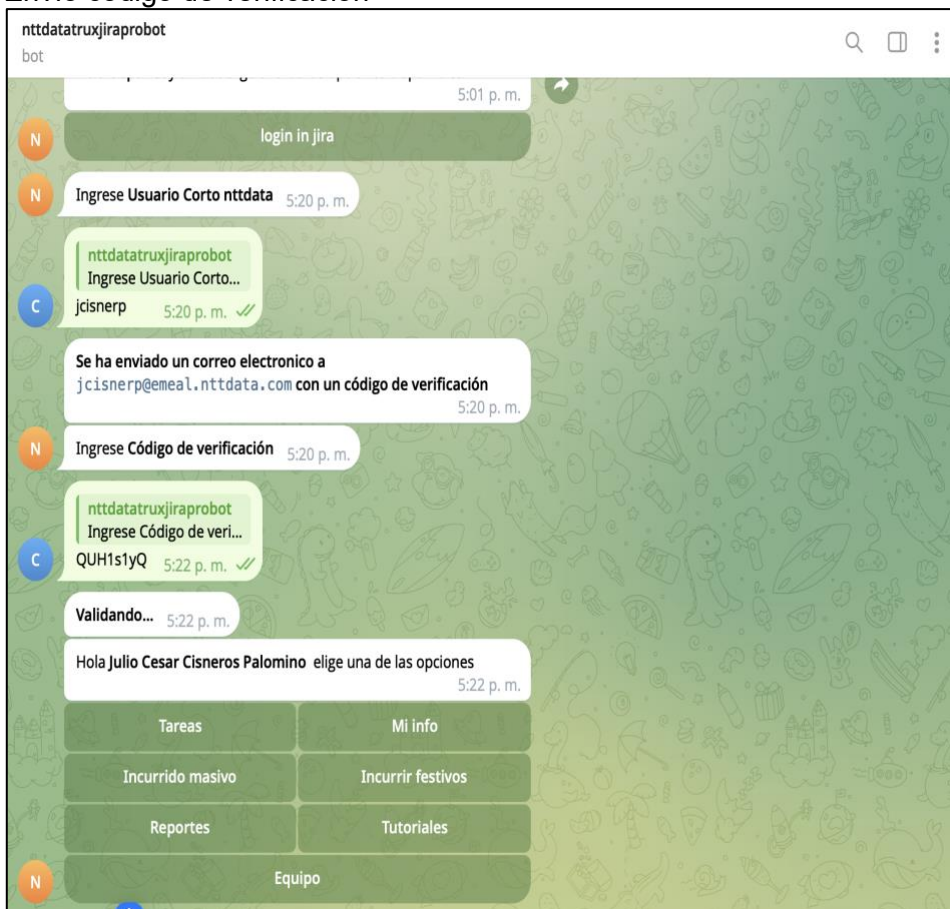 Envío código de verificación
nttdatatruxjiraprobot
bot
5:01 p. m.
N
login in jira
N
Ingrese Usuario Corto nttdata 5:20 p. m.
nttdatatruxjiraprobot
Ingrese Usuario Corto...
C
jcisnerp 5:20 p. m.
Se ha enviado un correo electronico a
jcisnerp@emeal.nttdata.com con un código de verificación
5:20 p. m.
N
Ingrese Código de verificación 5:20 p. m.
nttdatatruxjiraprobot
Ingrese Código de veri...
C
QUH1s1yQ 5:22 p. m.
Validando... 5:22 p. m.
Hola Julio Cesar Cisneros Palomino elige una de las opciones
5:22 p. m.
Tareas Mi info
Incurrido masivo Incurrir festivos
Reportes Tutoriales
N
Equipo